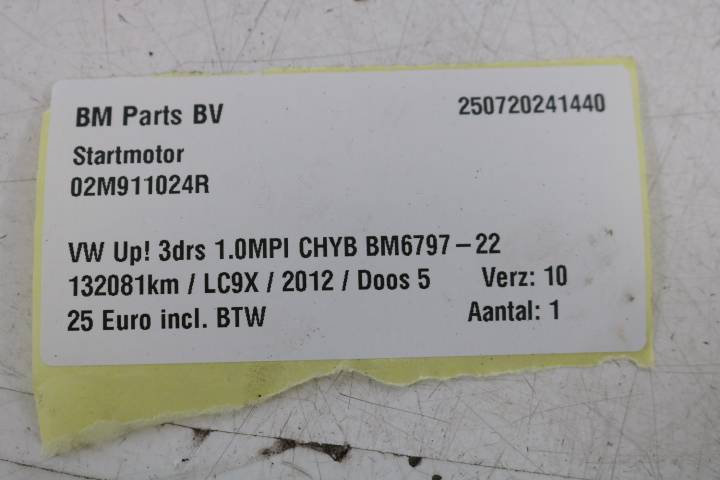 BM Parts BV 250720241440
Startmotor
02M911024R
VW Up! 3drs 1.0MPI CHYB BM6797-22
132081km / LC9X / 2012 / Doos 5 Verz: 10
25 Euro incl. BTW Aantal: 1